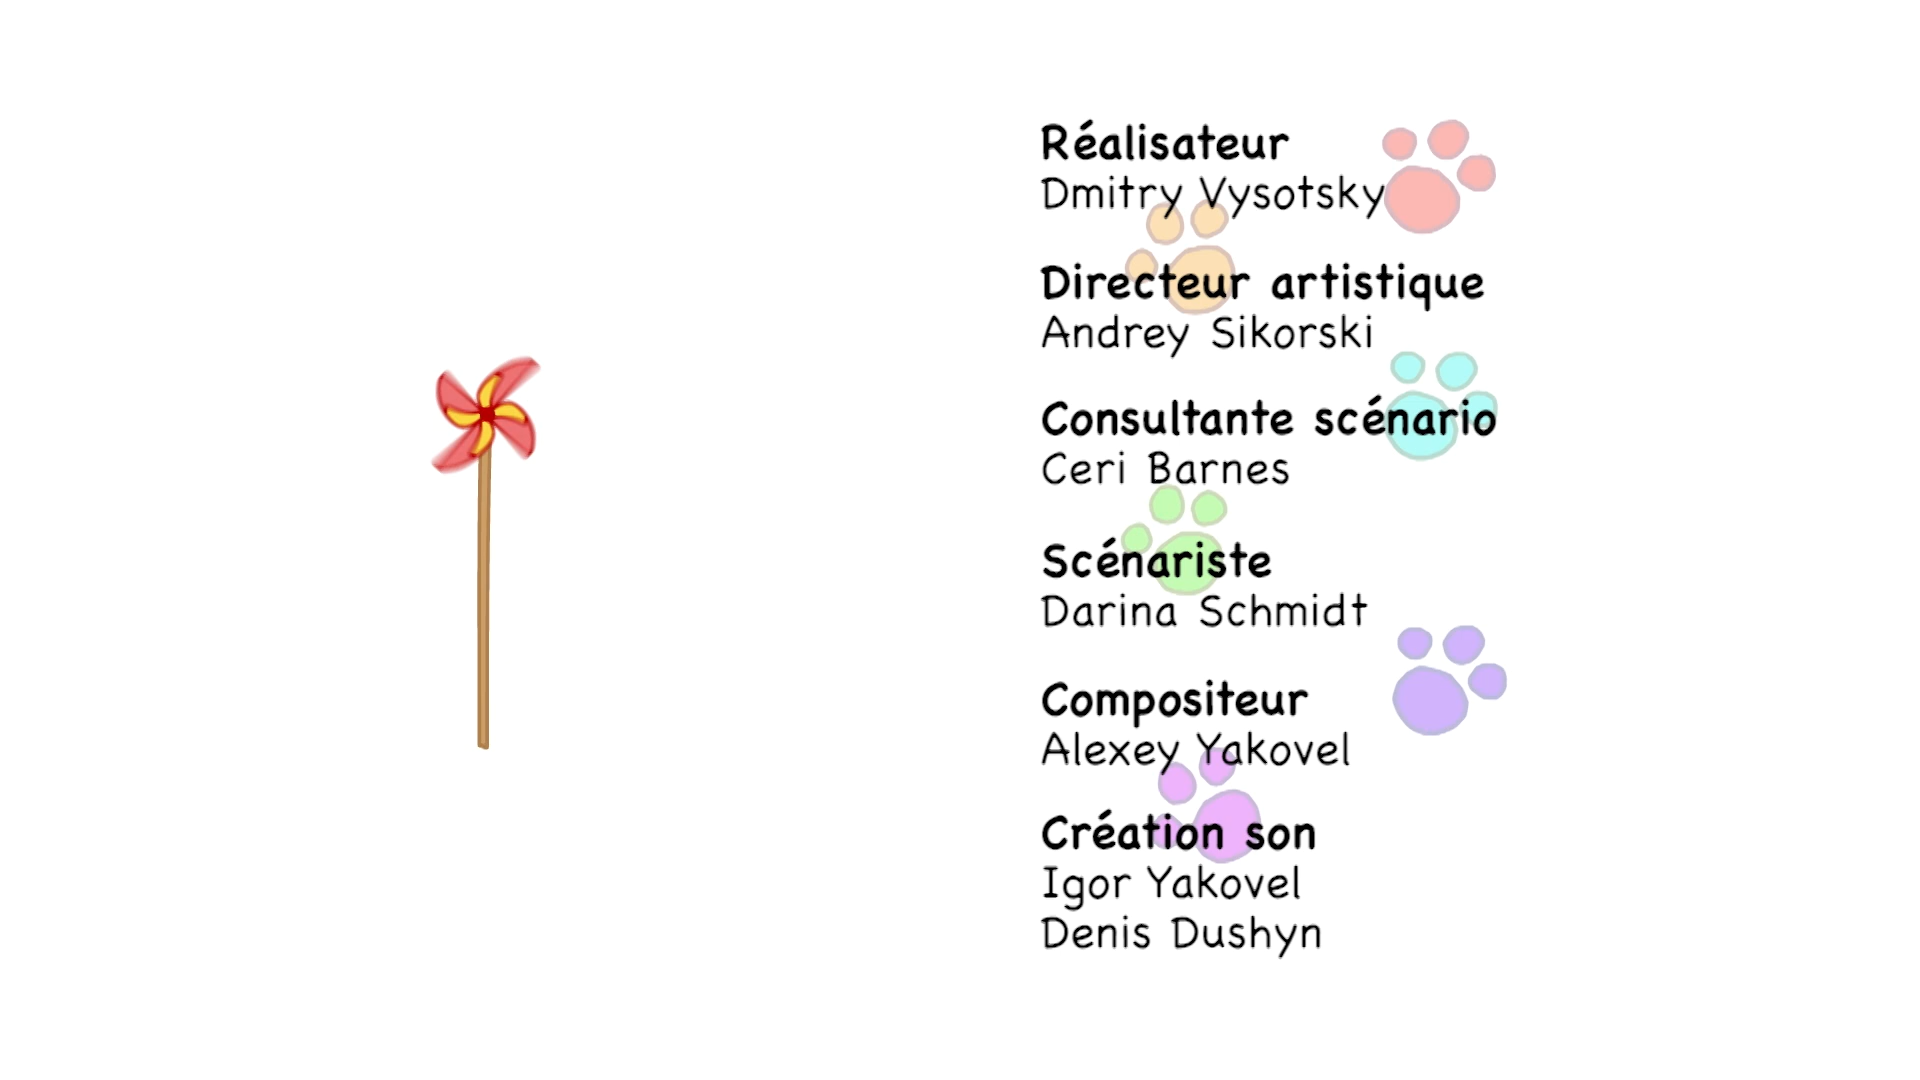 Réalisateur
Dmitry Vysotsky
Directeur artistique
Andrey Sikorski
Consultante scénario
Ceri Barnes
Scénariste
Darina Schmidt
Compositeur
Alexey Yakovel
Création son
Igor Yakovel
Denis Dushyn